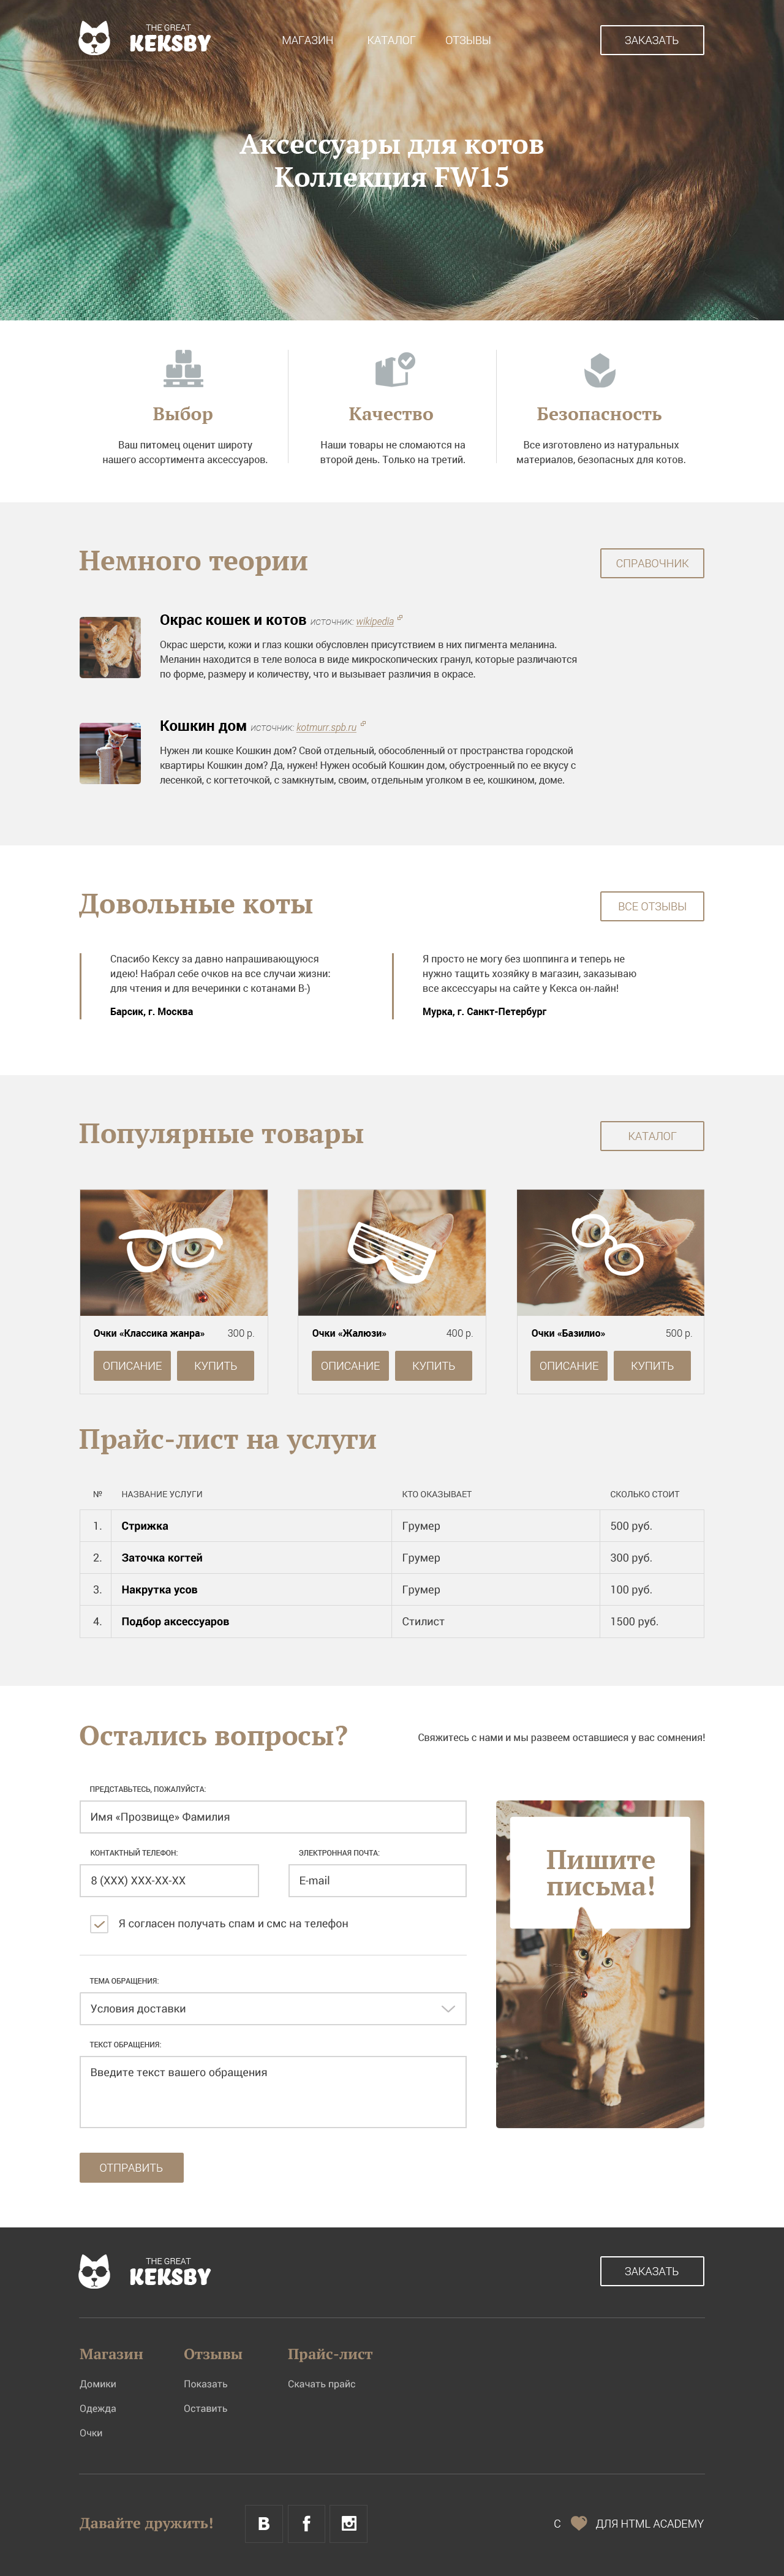 THE GREAT
KEKSBY
МАГАЗИН КАТАЛОГ ОТЗЫВЫ
ЗАКАЗАТЬ
Аксессуары для котов
Коллекция FW15
Выбор
Ваш питомец оценит широту
нашего ассортимента аксессуаров.
Качество
Наши товары не сломаются на
второй день. Только на третий.
Безопасность
Все изготовлено из натуральных
материалов, безопасных для котов.
Немного теории
СПРАВОЧНИК
Окрас кошек и котов источник: wikipedia
Окрас шерсти, кожи и глаз кошки обусловлен присутствием в них пигмента меланина.
Меланин находится в теле волоса в виде микроскопических гранул, которые различаются
по форме, размеру и количеству, что и вызывает различия в окрасе.
Кошкин дом источник: kotmurr.spb.ru
Нужен ли кошке Кошкин дом? Свой отдельный, обособленный от пространства городской
квартиры Кошкин дом? Да, нужен! Нужен особый Кошкин дом, обустроенный по ее вкусу с
лесенкой, с когтеточкой, с замкнутым, своим, отдельным уголком в ее, кошкином, доме.
Довольные коты
ВСЕ ОТЗЫВЫ
Спасибо Кексу за давно напрашивающуюся
идею! Набрал себе очков на все случаи жизни:
для чтения и для вечеринки с котанами B-)
Барсик, г. Москва
Я просто не могу без шоппинга и теперь не
нужно тащить хозяйку в магазин, заказываю
все аксессуары на сайте у Кекса он-лайн!
Мурка, г. Санкт-Петербург
Популярные товары
КАТАЛОГ
Очки «Классика жанра» 300 р.
ОПИСАНИЕ КУПИТЬ
Очки «Жалюзи» 400 р.
ОПИСАНИЕ КУПИТЬ
Очки «Базилио» 500 р.
ОПИСАНИЕ КУПИТЬ
Прайс-лист на услуги
№ НАЗВАНИЕ УСЛУГИ КТО ОКАЗЫВАЕТ СКОЛЬКО СТОИТ
1. Стрижка Грумер 500 руб.
2. Заточка когтей Грумер 300 руб.
3. Накрутка усов Грумер 100 руб.
4. Подбор аксессуаров Стилист 1500 руб.
Остались вопросы?
Свяжитесь с нами и мы развеем оставшиеся у вас сомнения!
ПРЕДСТАВЬТЕСЬ, ПОЖАЛУЙСТА:
Имя «Прозвище» Фамилия
КОНТАКТНЫЙ ТЕЛЕФОН:
8 (XXX) XXX-XX-XX
ЭЛЕКТРОННАЯ ПОЧТА:
E-mail
Я согласен получать спам и смс на телефон
ТЕМА ОБРАЩЕНИЯ:
Условия доставки
ТЕКСТ ОБРАЩЕНИЯ:
Введите текст вашего обращения
ОТПРАВИТЬ
Пишите
письма!
THE GREAT
KEKSBY
ЗАКАЗАТЬ
Магазин
Домики
Одежда
Очки
Отзывы
Показать
Оставить
Прайс-лист
Скачать прайс
Давайте дружить!
B f
С ДЛЯ HTML ACADEMY